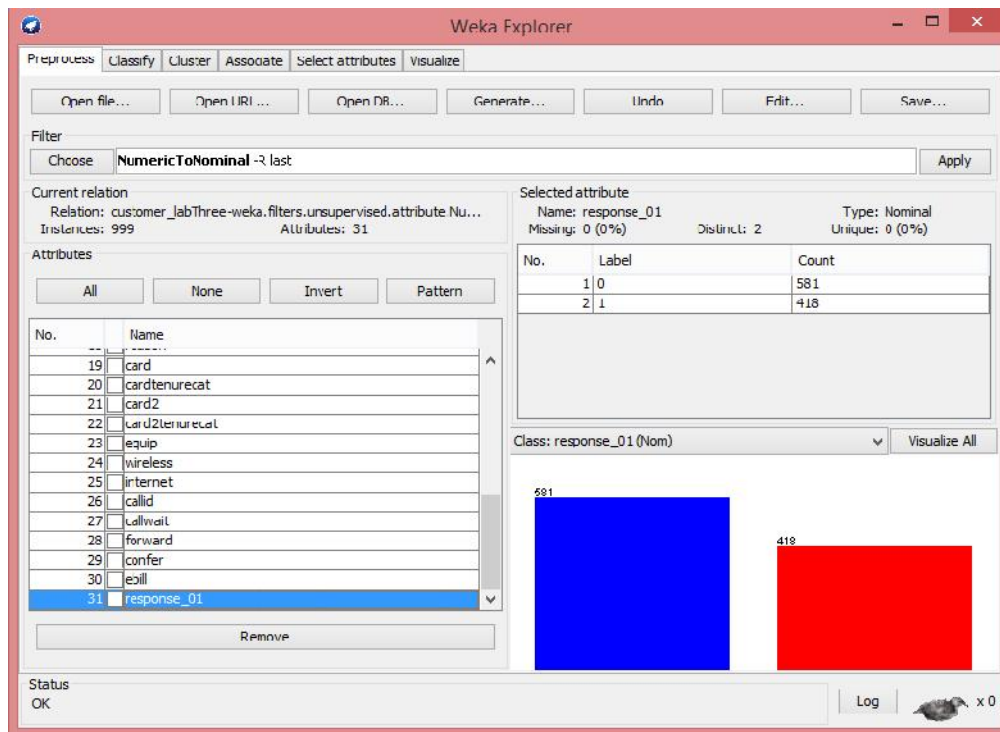 Weka Explorer
Preprocess Classify Cluster Associate Select attributes Visualize
Open file... Open URL... Open DB... Generate... Undo Edit... Save...
Filter
Choose NumericToNominal -R last Apply
Current relation
Relation: customer_labThree-weka.filters.unsupervised.attribute.Nu...
Instances: 999 Attributes: 31
Selected attribute
Name: response_01 Type: Nominal
Missing: 0 (0%) Distinct: 2 Unique: 0 (0%)
No. Label Count
1 0 581
2 1 418
Attributes
All None Invert Pattern
No. Name
19 card
20 cardtenurecat
21 card2
22 card2tenurecat
23 equip
24 wireless
25 internet
26 callid
27 callwait
28 forward
29 confer
30 ebill
31 response_01
Remove
Class: response_01 (Nom) Visualize All
581
418
Status
OK
Log x 0